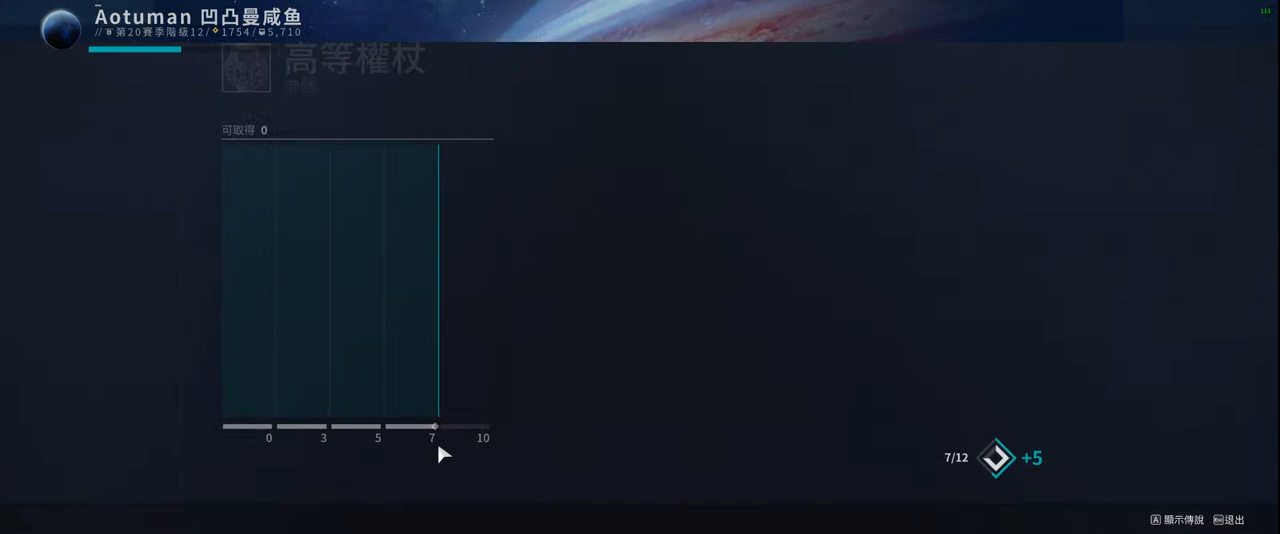 Aotuman 凹凸曼咸鱼
//第20賽季階級12/1754/5,710
113
高等權杖
可取得 0
0 3 5 7 10
7/12 +5
A 顯示傳說 Esc 退出